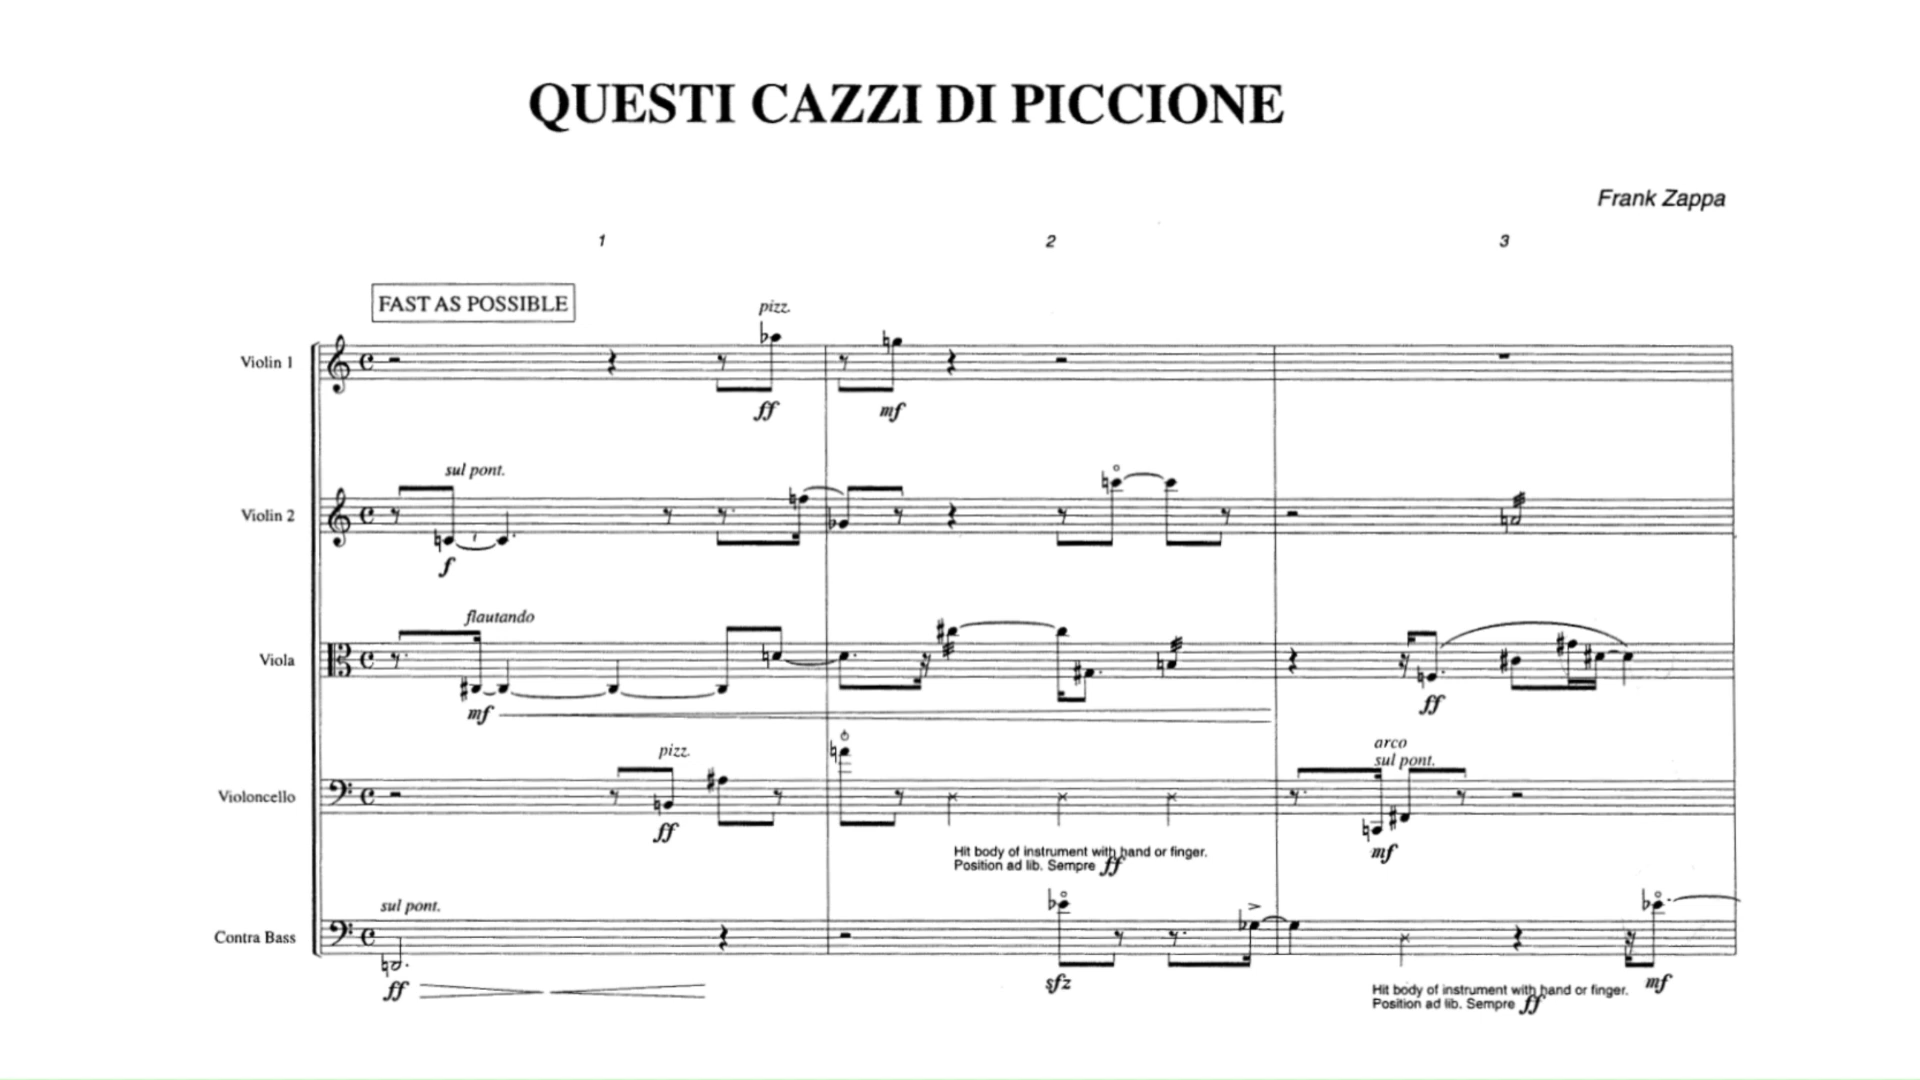 QUESTI CAZZI DI PICCIONE
Frank Zappa
1 2 3
FAST AS POSSIBLE
pizz.
Violin 1
ff mf
sul pont.
Violin 2
f
flautando
Viola
mf ff
pizz. arco
sul pont.
Violoncello
ff mf
Hit body of instrument with hand or finger.
Position ad lib. Sempre ff
sul pont.
Contra Bass
ff sfz mf
Hit body of instrument with hand or finger.
Position ad lib. Sempre ff